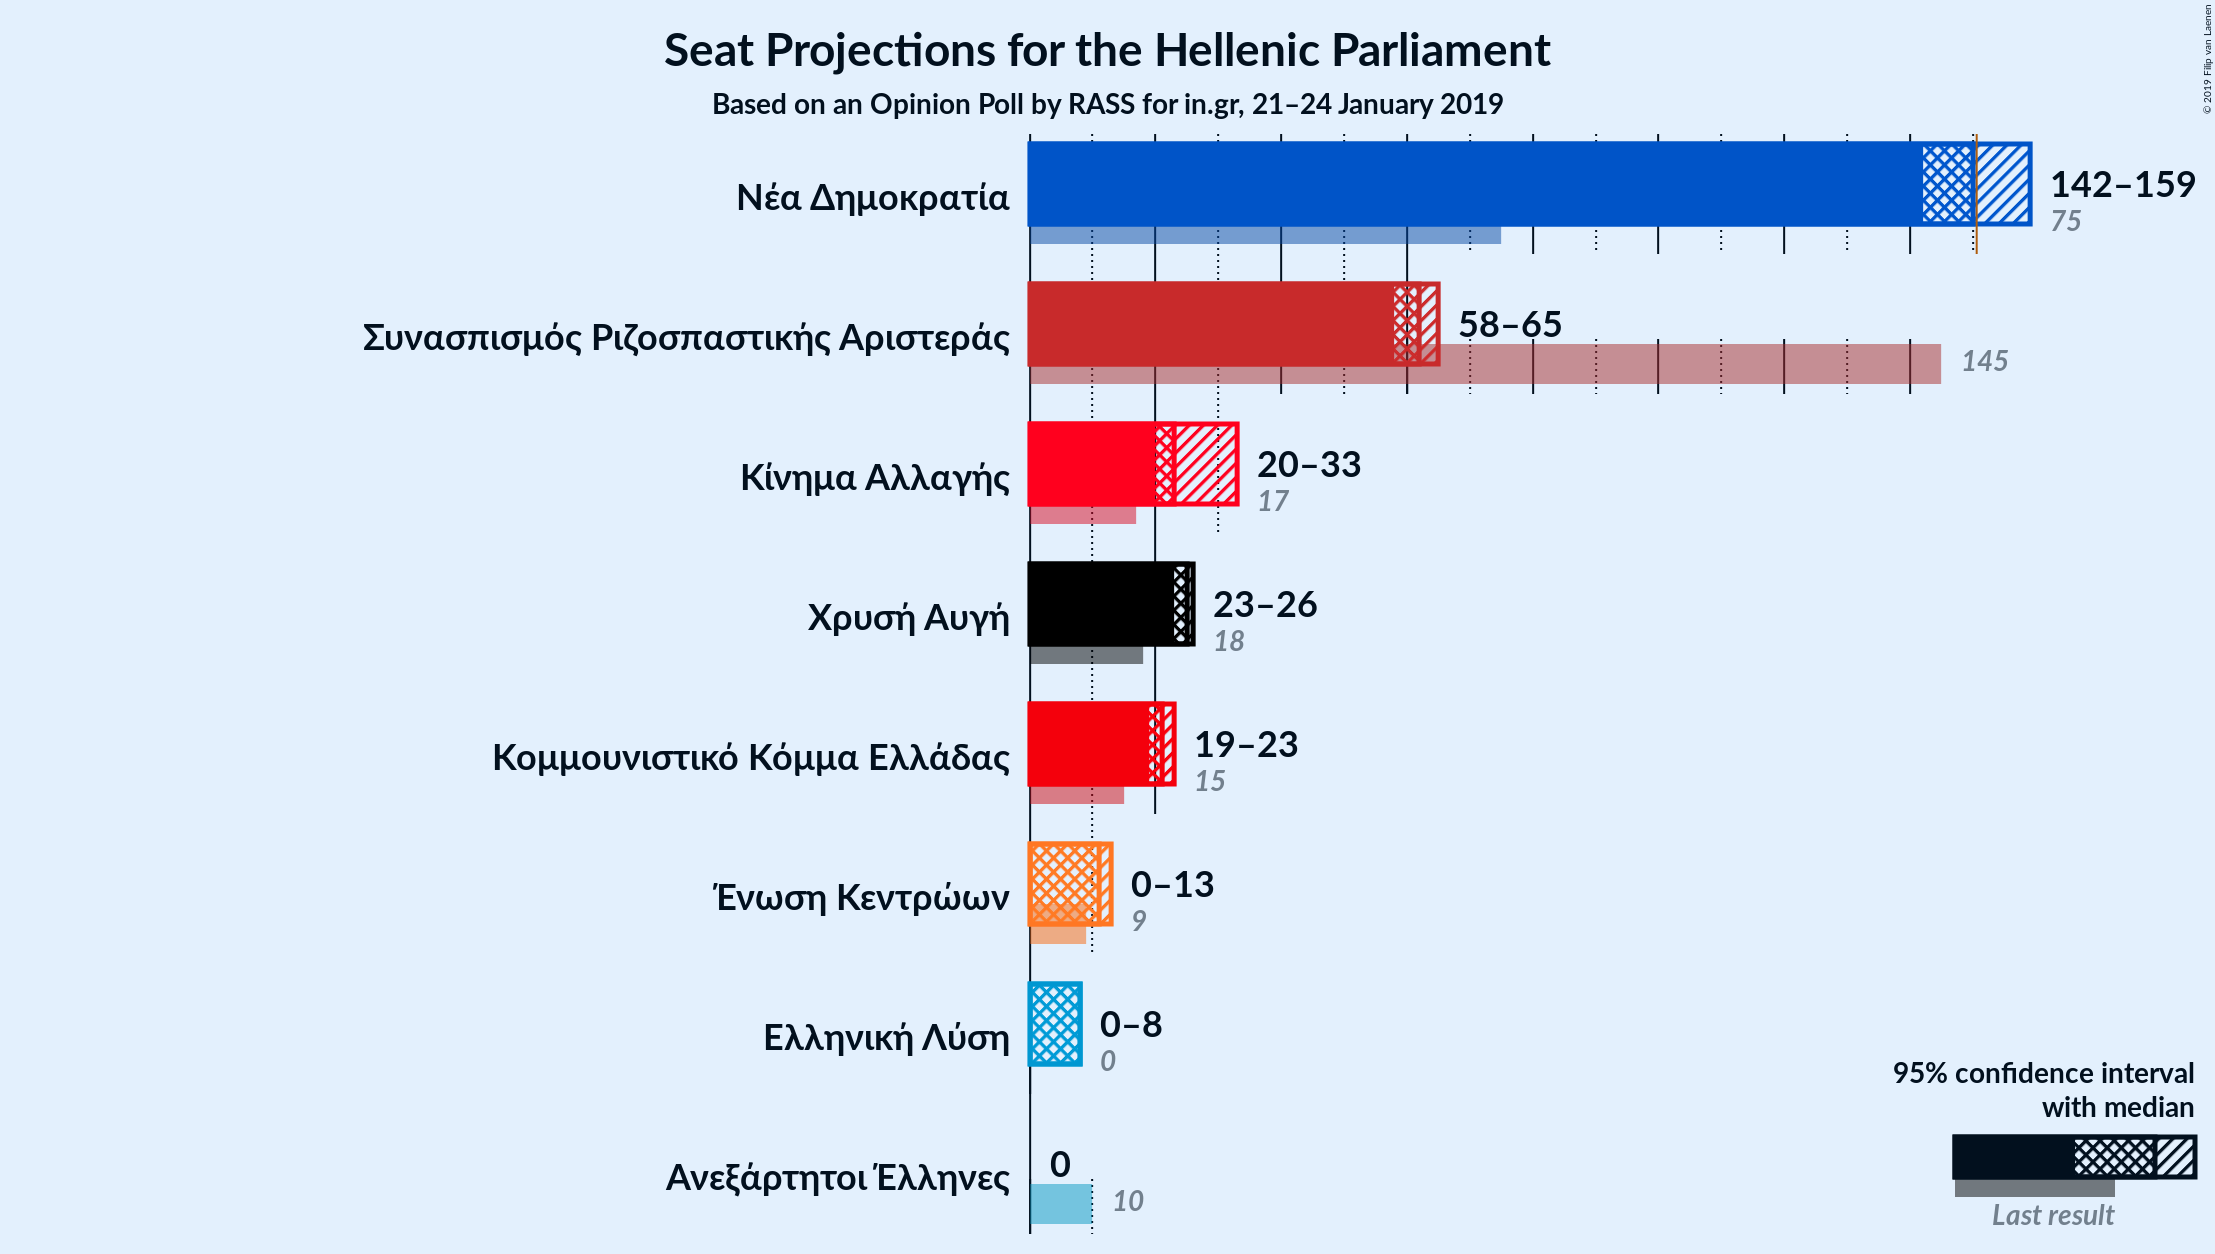 Seat Projections for the Hellenic Parliament
Based on an Opinion Poll by RASS for in.gr, 21–24 January 2019
© 2019 Filip van Laenen
Νέα Δημοκρατία
142–159
75
Συνασπισμός Ριζοσπαστικής Αριστεράς
58–65
145
Κίνημα Αλλαγής
20–33
17
Χρυσή Αυγή
23–26
18
Κομμουνιστικό Κόμμα Ελλάδας
19–23
15
Ένωση Κεντρώων
0–13
9
Ελληνική Λύση
0–8
0
Ανεξάρτητοι Έλληνες
0
10
95% confidence interval
with median
Last result